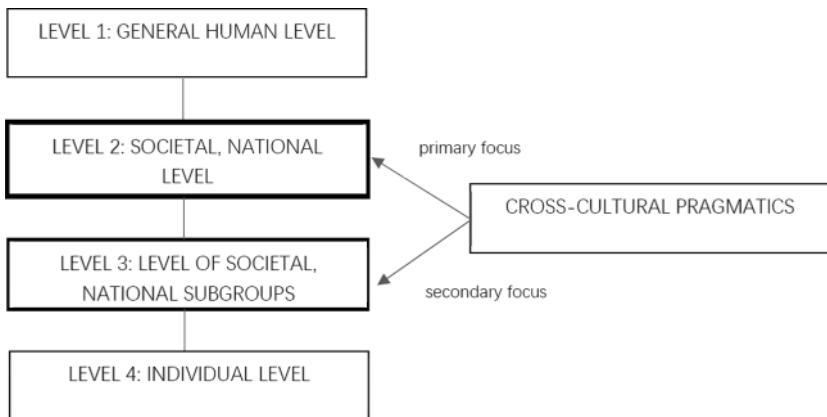 LEVEL 1: GENERAL HUMAN LEVEL
LEVEL 2: SOCIETAL, NATIONAL
LEVEL
primary focus
CROSS-CULTURAL PRAGMATICS
LEVEL 3: LEVEL OF SOCIETAL,
NATIONAL SUBGROUPS
secondary focus
LEVEL 4: INDIVIDUAL LEVEL